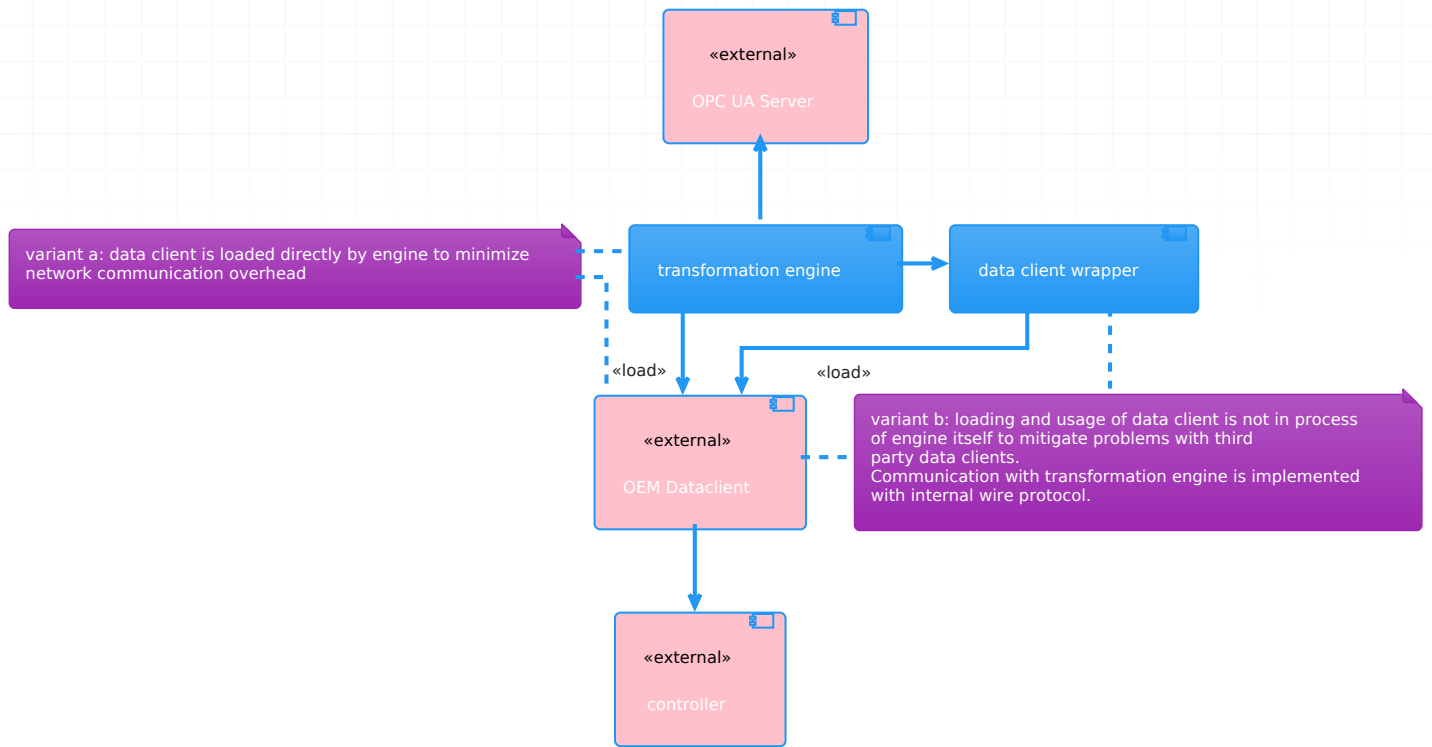 «external»
OPC UA Server
variant a: data client is loaded directly by engine to minimize
network communication overhead
transformation engine
data client wrapper
«load»
«load»
«external»
OEM Dataclient
variant b: loading and usage of data client is not in process
of engine itself to mitigate problems with third
party data clients.
Communication with transformation engine is implemented
with internal wire protocol.
«external»
controller